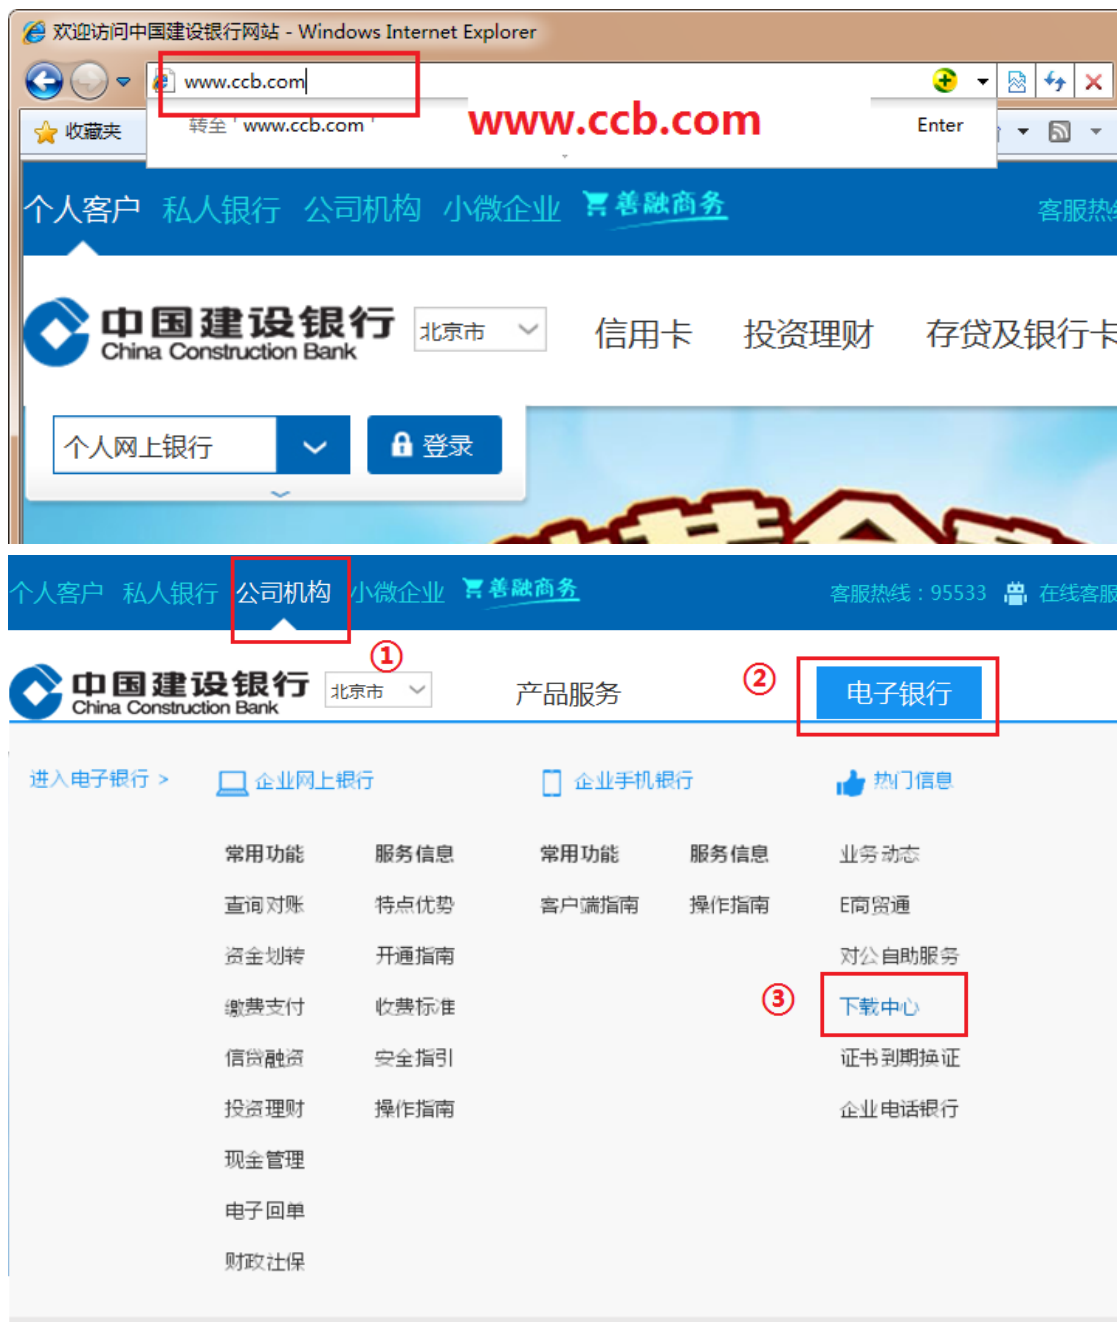 欢迎访问中国建设银行网站 - Windows Internet Explorer
www.ccb.com
收藏夹
转至 ' www.ccb.com '
www.ccb.com
Enter
个人客户 私人银行 公司机构 小微企业 善融商务 客服热线
中国建设银行
China Construction Bank
北京市
信用卡 投资理财 存贷及银行卡
个人网上银行
登录
个人客户 私人银行 公司机构 小微企业 善融商务 客服热线：95533 在线客服
①
中国建设银行
China Construction Bank
北京市
产品服务
②
电子银行
进入电子银行 > 企业网上银行 企业手机银行 热门信息
常用功能 服务信息 常用功能 服务信息 业务动态
查询对账 特点优势 客户端指南 操作指南 E商贸通
资金划转 开通指南 对公自助服务
缴费支付 收费标准 ③ 下载中心
信贷融资 安全指引 证书到期换证
投资理财 操作指南 企业电话银行
现金管理
电子回单
财政社保